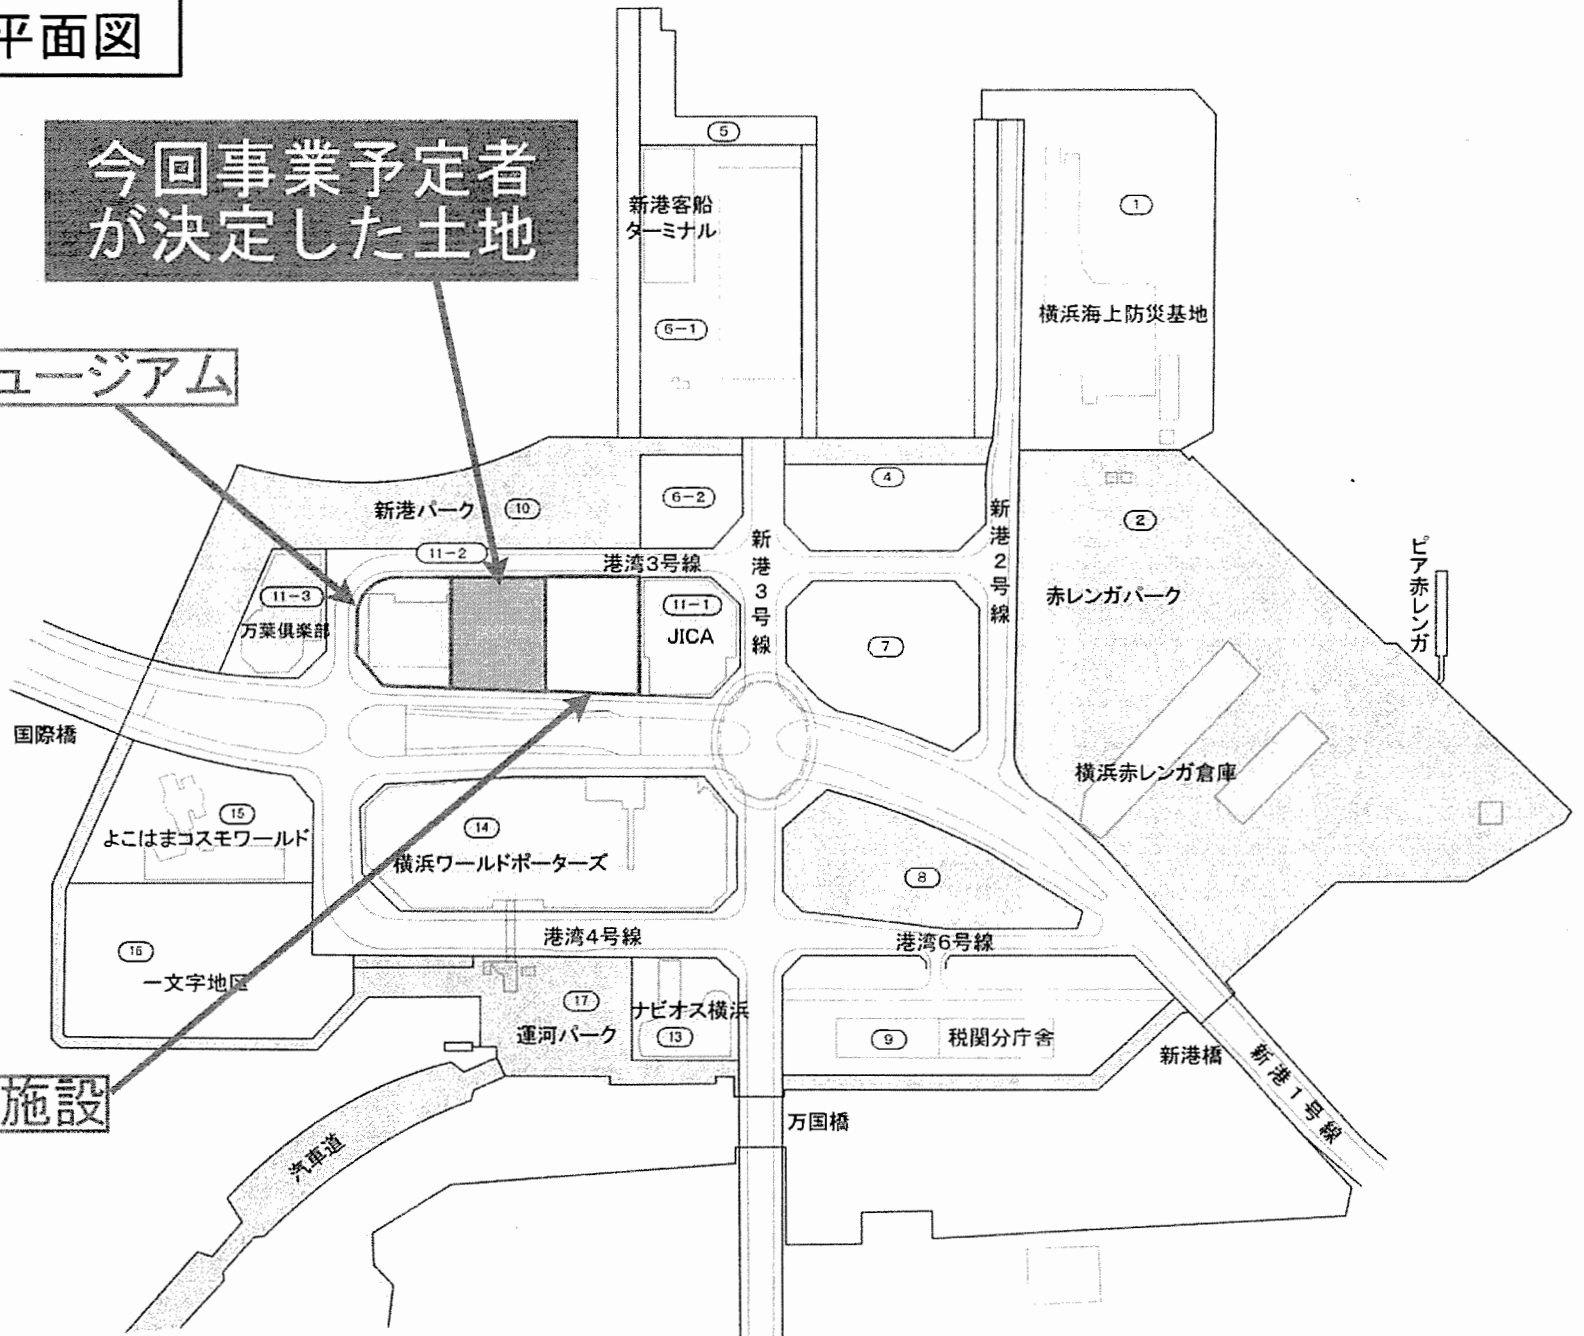 平面図
今回事業予定者
が決定した土地
ュージアム
施設
5
新港客船
ターミナル
6-1
1
横浜海上防災基地
新港パーク
10
6-2
4
2
11-2
港湾3号線
新港3号線
新港2号線
赤レンガパーク
ピア赤レンガ
11-3
万葉倶楽部
11-1
JICA
7
国際橋
横浜赤レンガ倉庫
15
よこはまコスモワールド
14
横浜ワールドポーターズ
8
港湾4号線
港湾6号線
16
一文字地区
17
運河パーク
ナビオス横浜
13
9
税関分庁舎
新港橋
新港1号線
万国橋
汽車道